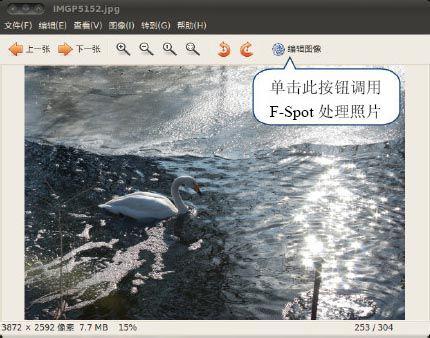 IMGP5152.jpg
文件(F) 编辑(E) 查看(V) 图像(I) 转到(G) 帮助(H)
上一张 下一张 编辑图像
单击此按钮调用
F-Spot 处理照片
3872 × 2592 像素 7.7 MB 15% 253 / 304